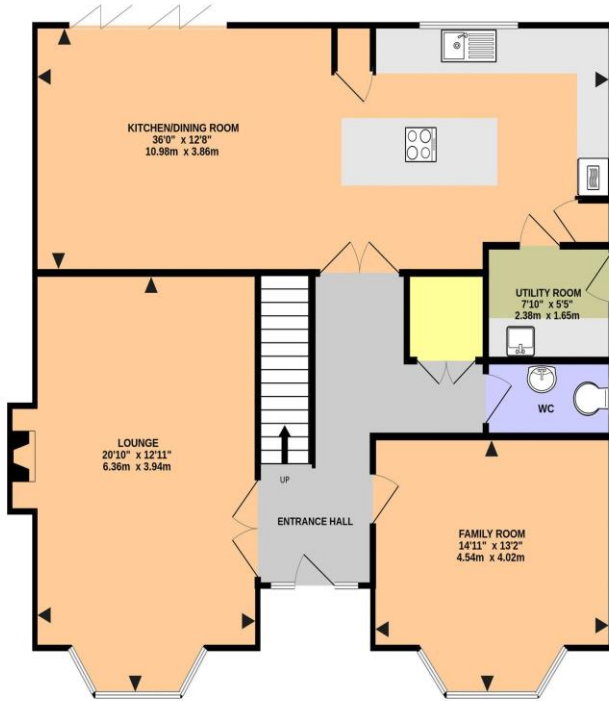 KITCHEN/DINING ROOM
36'0" x 12'8"
10.98m x 3.86m
UTILITY ROOM
7'10" x 5'5"
2.38m x 1.65m
LOUNGE
20'10" x 12'11"
6.36m x 3.94m
WC
UP
ENTRANCE HALL
FAMILY ROOM
14'11" x 13'2"
4.54m x 4.02m